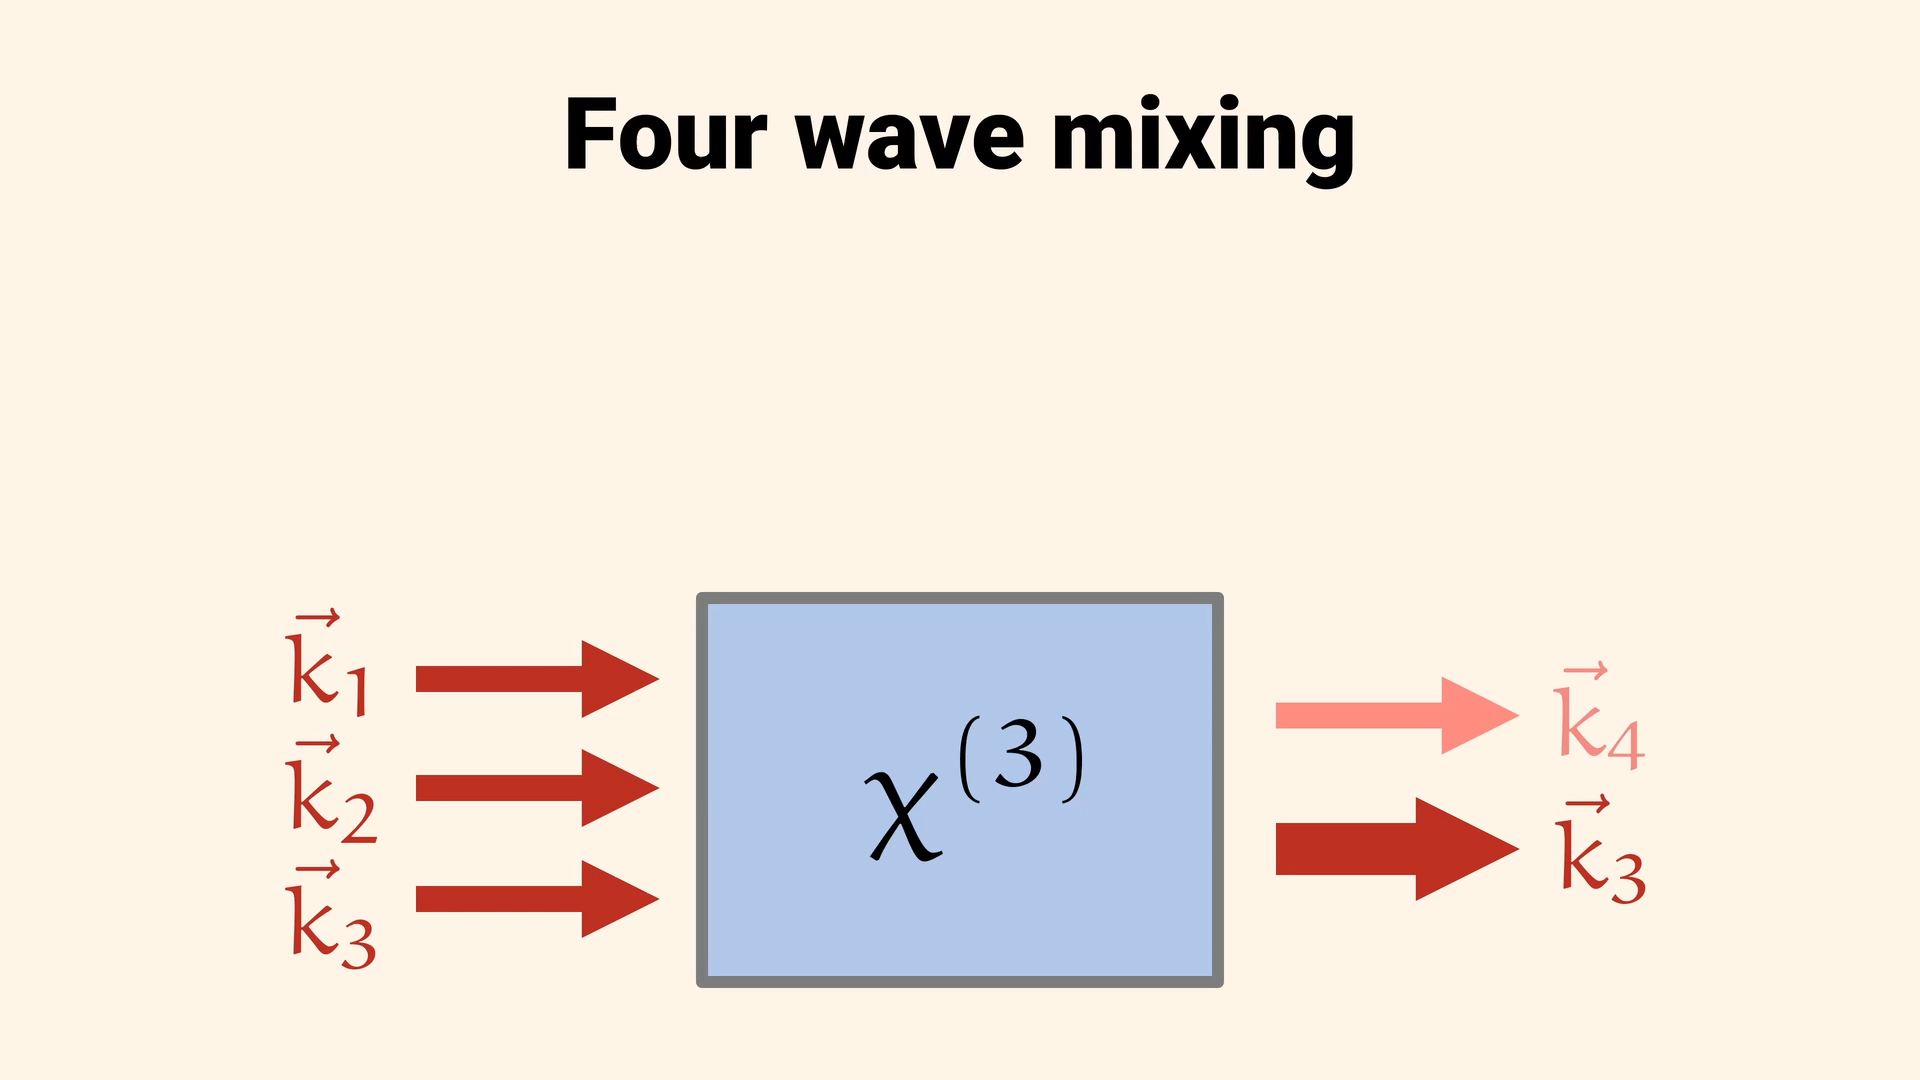 Four wave mixing
k⃗₁
k⃗₂
k⃗₃
χ⁽³⁾
k⃗₄
k⃗₃